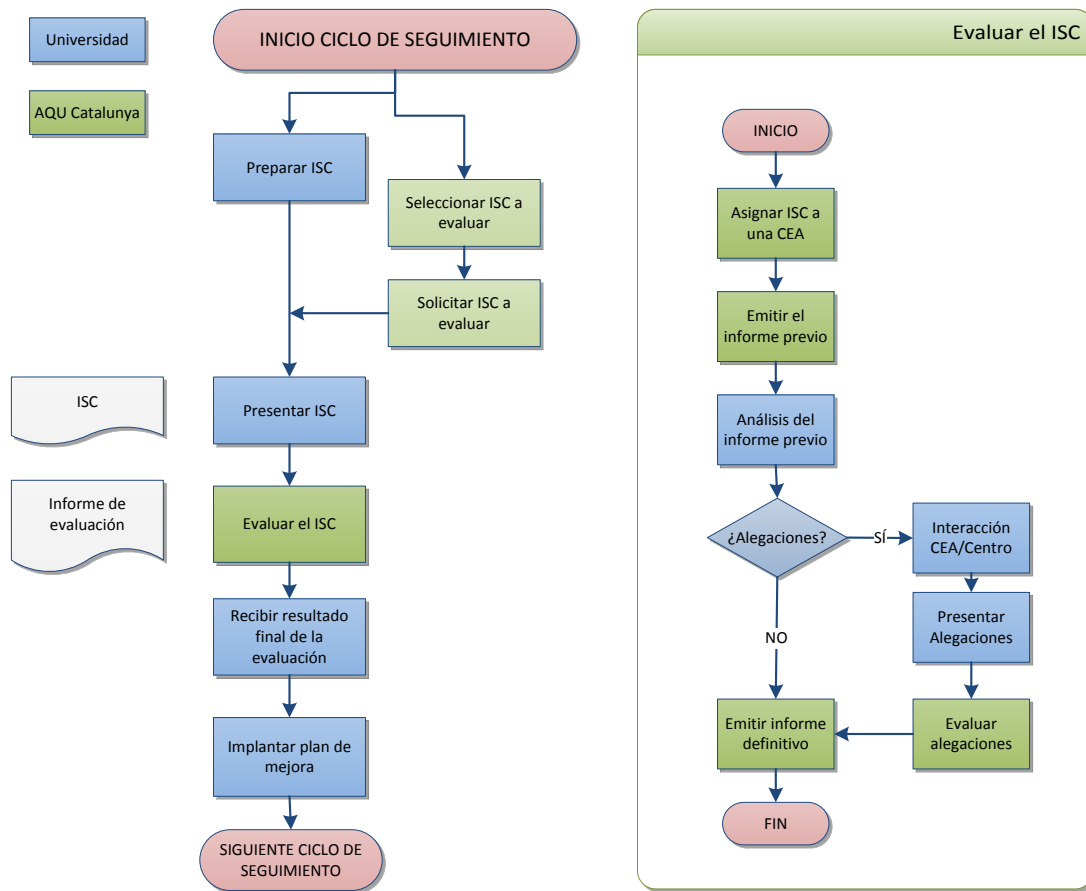 Universidad
AQU Catalunya
INICIO CICLO DE SEGUIMIENTO
Preparar ISC
Seleccionar ISC a
evaluar
Solicitar ISC a
evaluar
ISC
Presentar ISC
Informe de
evaluación
Evaluar el ISC
Recibir resultado
final de la
evaluación
Implantar plan de
mejora
SIGUIENTE CICLO DE
SEGUIMIENTO
Evaluar el ISC
INICIO
Asignar ISC a
una CEA
Emitir el
informe previo
Análisis del
informe previo
¿Alegaciones?
SÍ
Interacción
CEA/Centro
Presentar
Alegaciones
NO
Evaluar
alegaciones
Emitir informe
definitivo
FIN